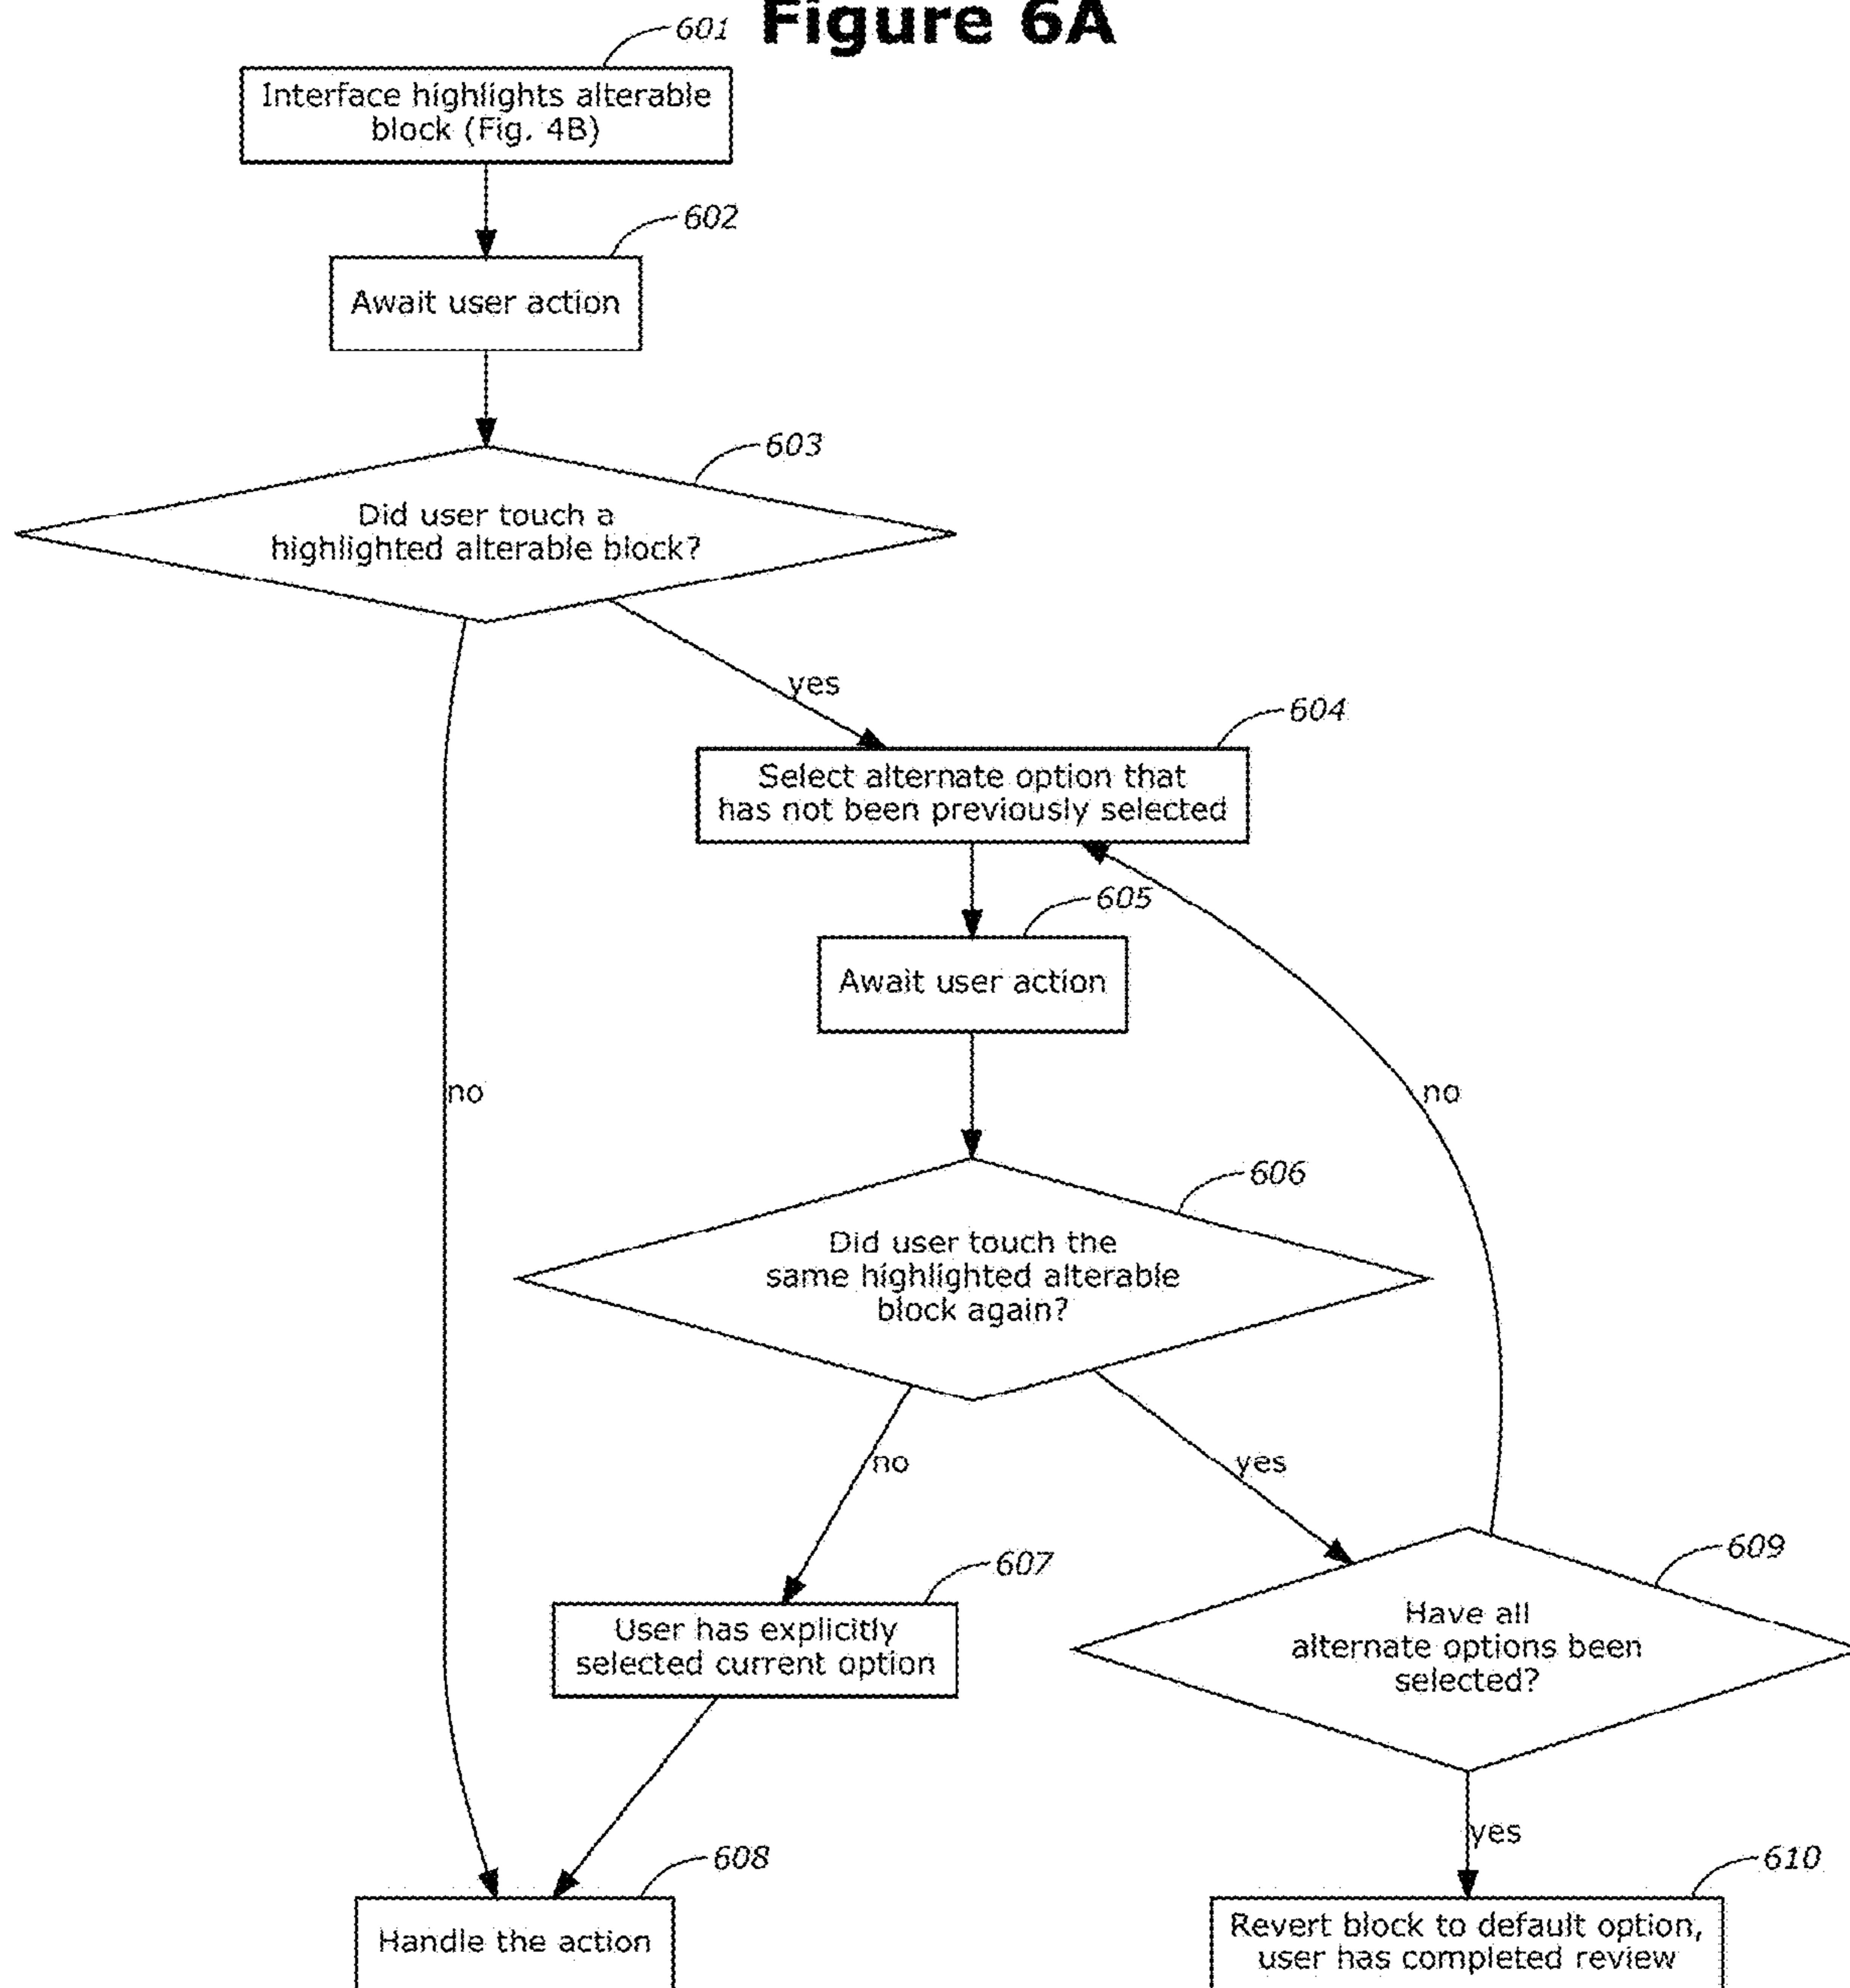 Figure 6A
601
Interface highlights alterable
block (Fig. 4B)
602
Await user action
603
Did user touch a
highlighted alterable block?
yes
604
Select alternate option that
has not been previously selected
605
Await user action
no
no
606
Did user touch the
same highlighted alterable
block again?
no
yes
607
User has explicitly
selected current option
609
Have all
alternate options been
selected?
yes
608
Handle the action
610
Revert block to default option,
user has completed review